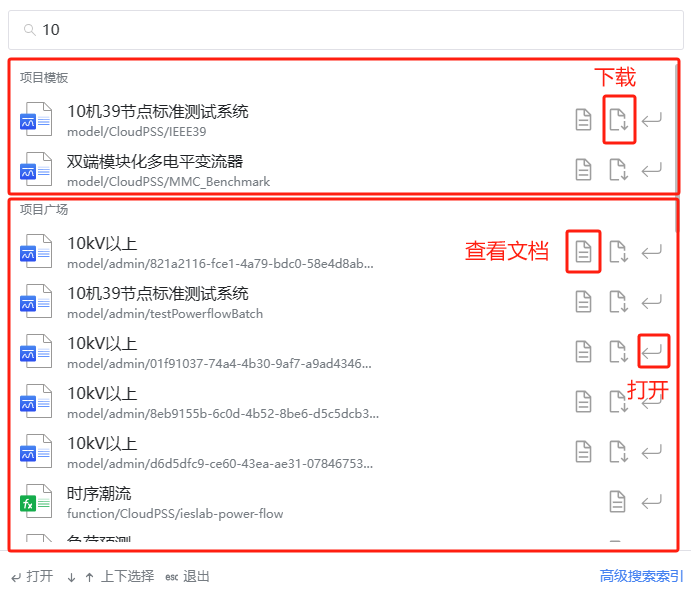 10
项目模板
下载
10机39节点标准测试系统
model/CloudPSS/IEEE39
双端模块化多电平变流器
model/CloudPSS/MMC_Benchmark
项目广场
10kV以上
查看文档
model/admin/821a2116-fce1-4a79-bdc0-58e4d8ab...
10机39节点标准测试系统
model/admin/testPowerflowBatch
10kV以上
model/admin/01f91037-74a4-4b30-9af7-a9ad4346...
打开
10kV以上
model/admin/8eb9155b-6c0d-4b52-8be6-d5c5dcb3...
10kV以上
model/admin/d6d5dfc9-ce60-43ea-ae31-07846753...
时序潮流
function/CloudPSS/ieslab-power-flow
负荷预测
↵ 打开 ↓ ↑ 上下选择 esc 退出
高级搜索索引